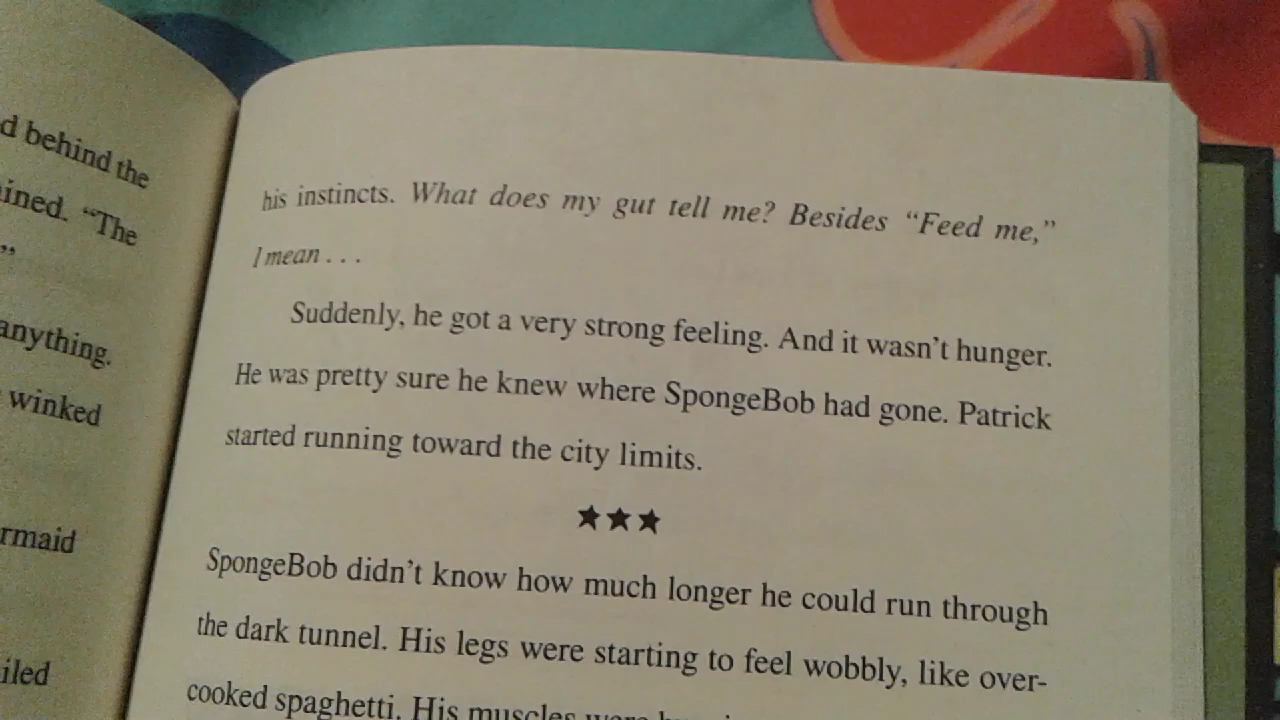 d behind the
ined. “The
”
anything.
winked
rmaid
iled
his instincts. What does my gut tell me? Besides “Feed me,”
I mean . . .
Suddenly, he got a very strong feeling. And it wasn’t hunger.
He was pretty sure he knew where SpongeBob had gone. Patrick
started running toward the city limits.
★★★
SpongeBob didn’t know how much longer he could run through
the dark tunnel. His legs were starting to feel wobbly, like over-
cooked spaghetti. His muscles were